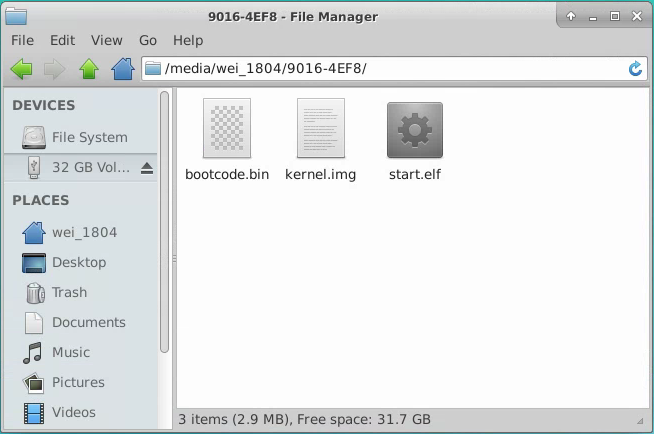 9016-4EF8 - File Manager
File Edit View Go Help
/media/wei_1804/9016-4EF8/
DEVICES
File System
32 GB Vol...
PLACES
wei_1804
Desktop
Trash
Documents
Music
Pictures
Videos
bootcode.bin kernel.img start.elf
3 items (2.9 MB), Free space: 31.7 GB